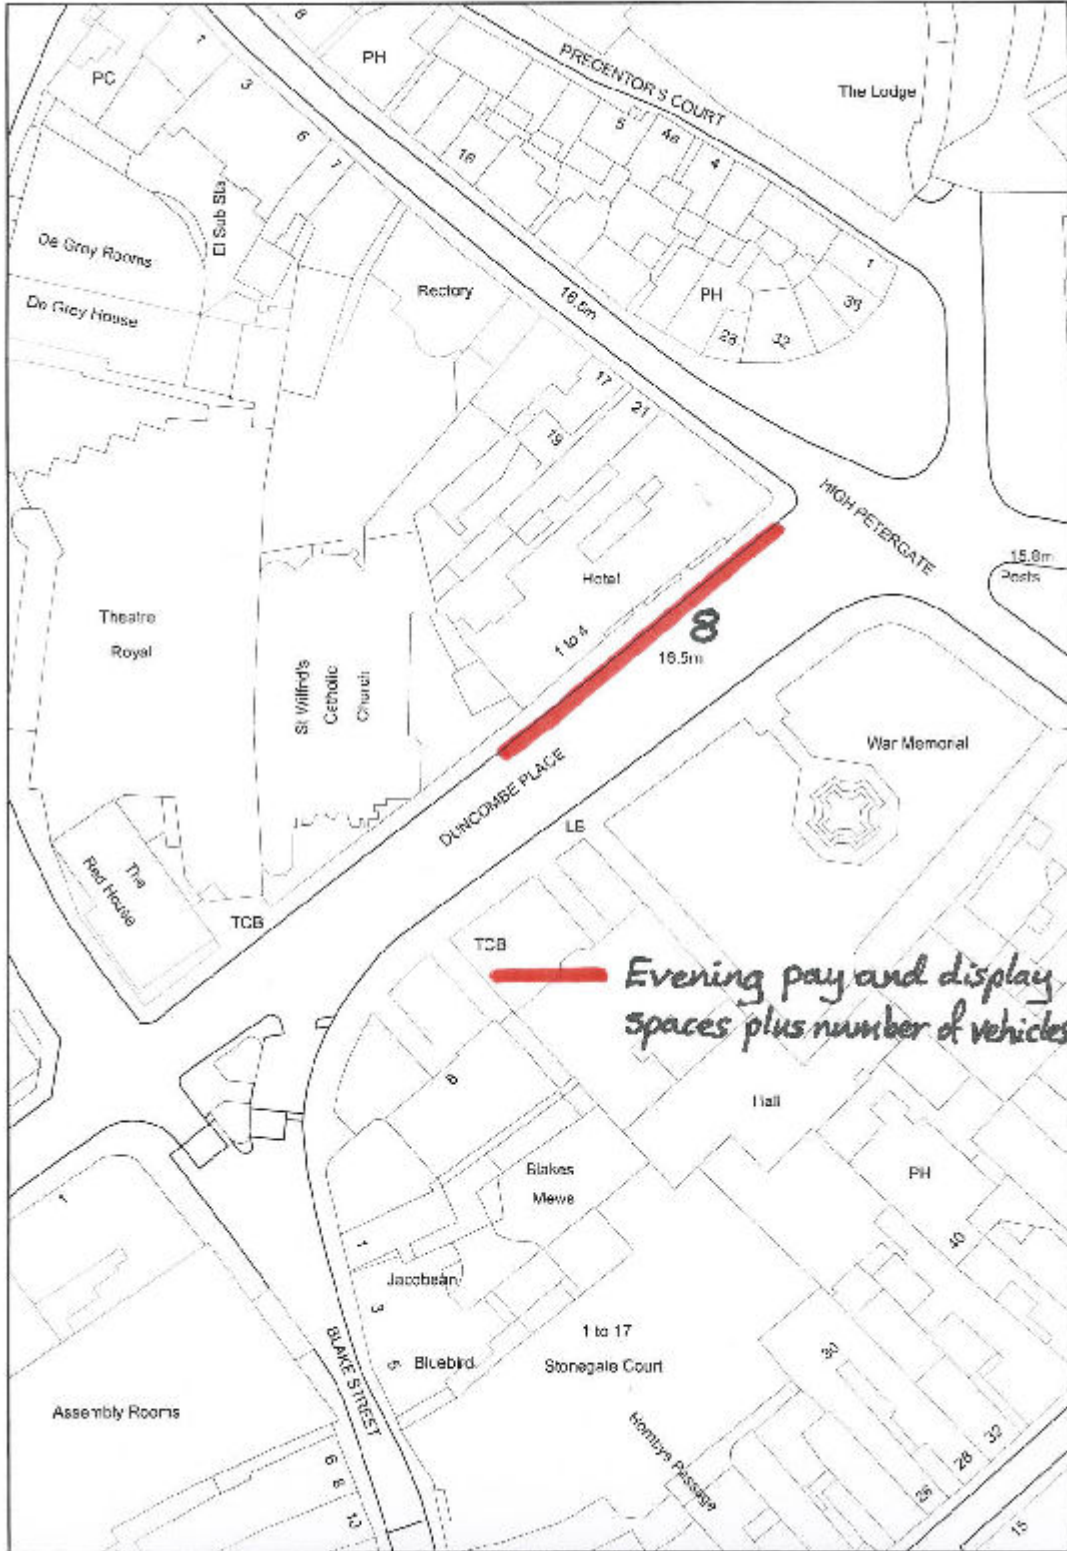 8
1
PH
PRECENTOR'S COURT
The Lodge
PC
3
5
4a
4
6
7
16
El Sub Sta
De Grey Rooms
Rectory
1
De Grey House
16.5m
PH
35
28
32
17
21
19
HIGH PETERGATE
15.8m
Posts
Hotel
Theatre
Royal
1 to 4
8
16.5m
St Wilfrid's
Catholic
Church
War Memorial
DUNCOMBE PLACE
LB
The
Red House
TCB
TCB
Evening pay and display
spaces plus number of vehicles
8
Hall
Blakes
Mews
PH
1
40
1
Jacobean
3
1 to 17
Stonegate Court
30
5
Bluebird
BLAKE STREET
Assembly Rooms
Hornbys Passage
32
28
26
6
8
10
15